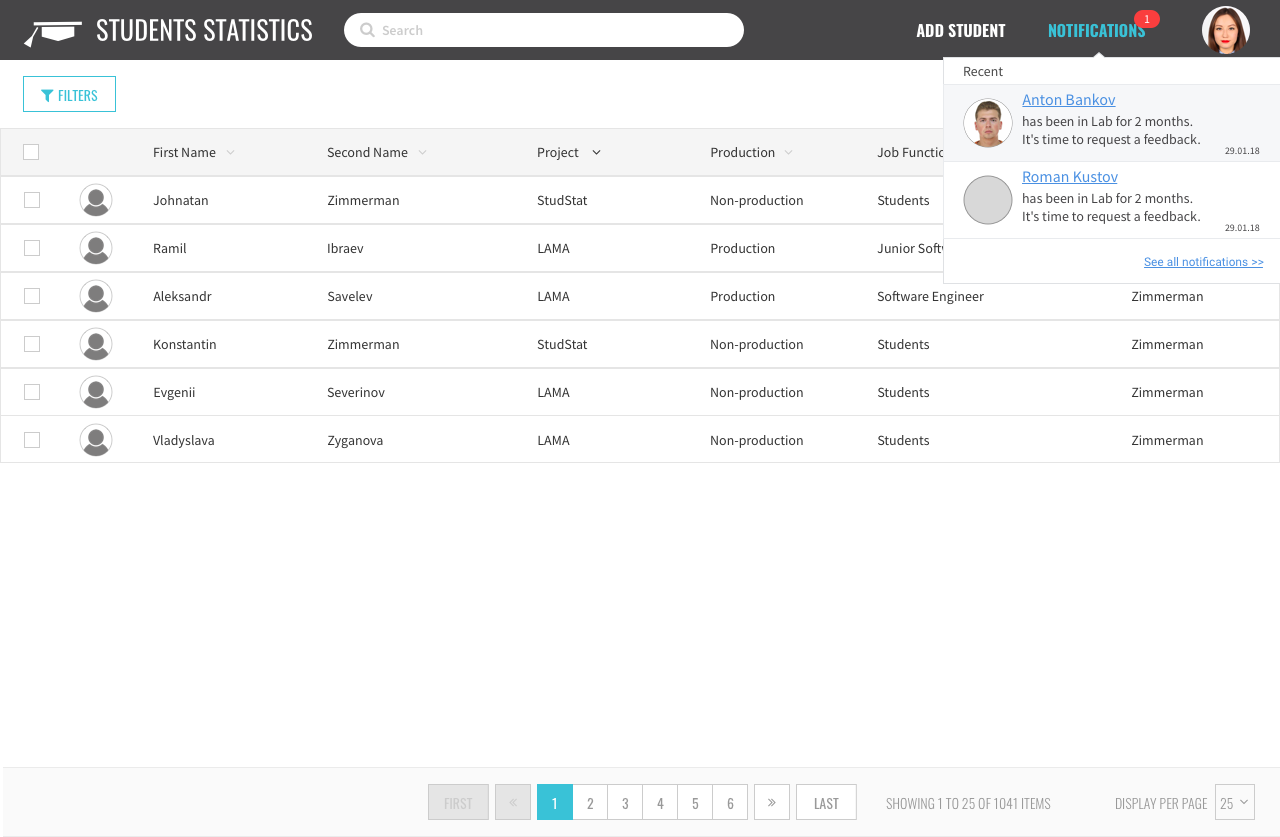 STUDENTS STATISTICS
Search
ADD STUDENT
NOTIFICATIONS
1
FILTERS
Recent
Anton Bankov
has been in Lab for 2 months.
It's time to request a feedback.
29.01.18
Roman Kustov
has been in Lab for 2 months.
It's time to request a feedback.
29.01.18
See all notifications >>
First Name Second Name Project Production Job Functio
Johnatan Zimmerman StudStat Non-production Students
Ramil Ibraev LAMA Production Junior Softw
Aleksandr Savelev LAMA Production Software Engineer Zimmerman
Konstantin Zimmerman StudStat Non-production Students Zimmerman
Evgenii Severinov LAMA Non-production Students Zimmerman
Vladyslava Zyganova LAMA Non-production Students Zimmerman
FIRST « 1 2 3 4 5 6 » LAST SHOWING 1 TO 25 OF 1041 ITEMS DISPLAY PER PAGE 25